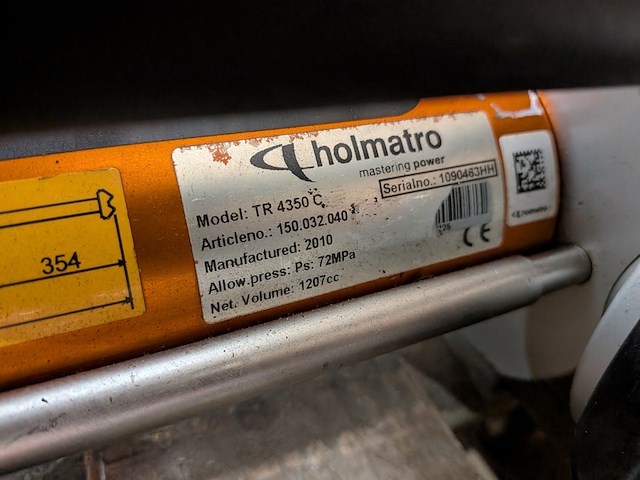 holmatro
mastering power
Serialno.: 1090463HH
Model: TR 4350 C
Articleno.: 150.032.040
Manufactured: 2010
Allow.press: Ps: 72MPa
Net. Volume: 1207cc
CE
354
holmatro